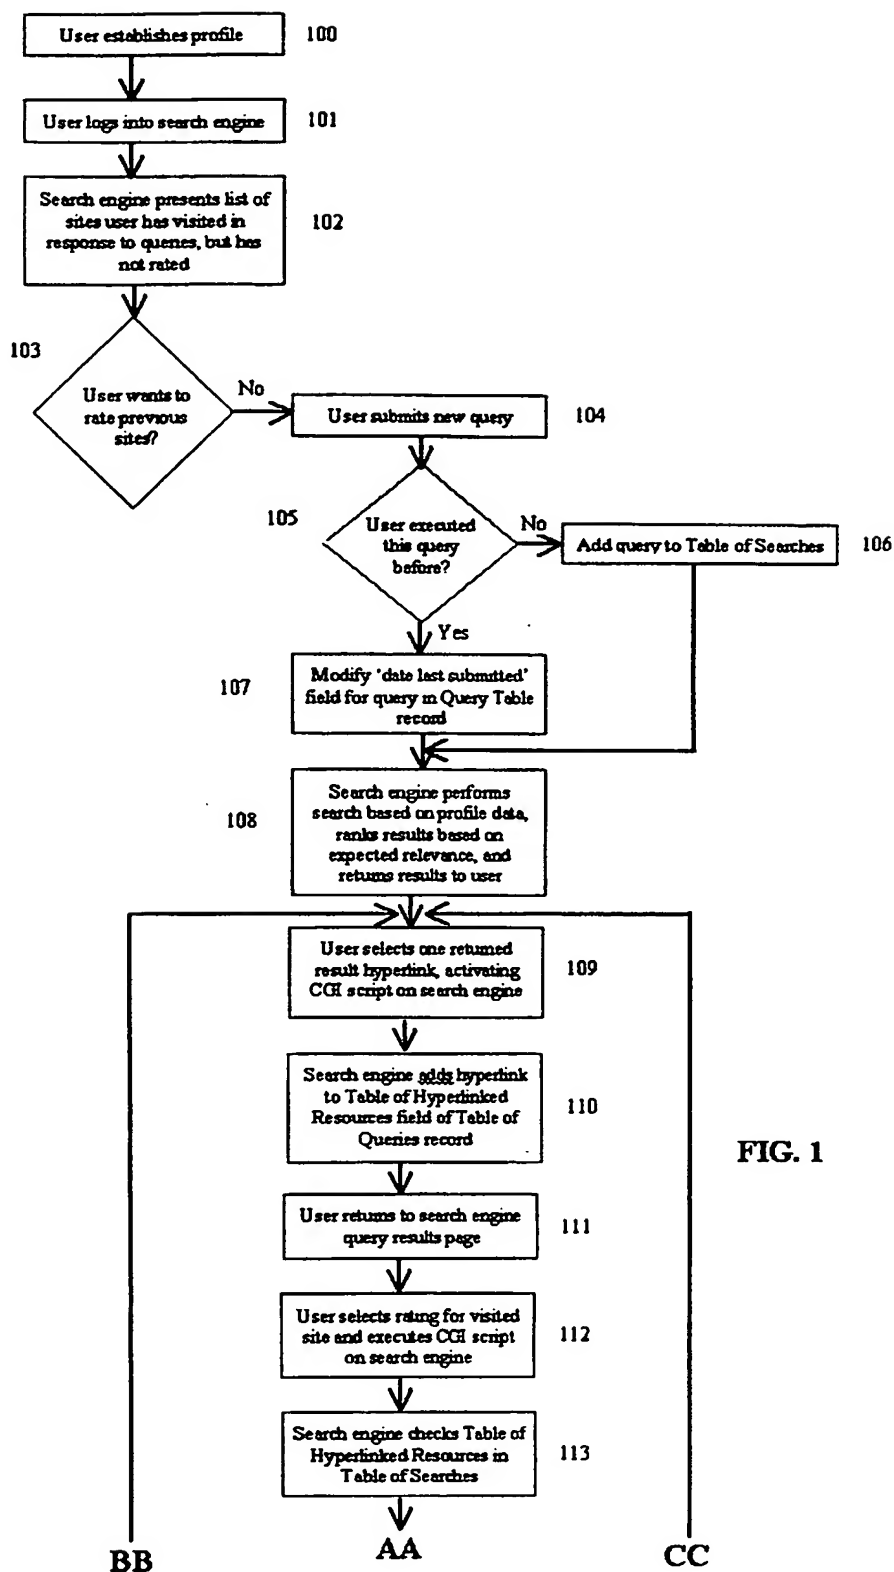 User establishes profile
100
User logs into search engine
101
Search engine presents list of
sites user has visited in
response to queries, but has
not rated
102
103
User wants to
rate previous
sites?
No
User submits new query
104
105
User executed
this query
before?
No
Add query to Table of Searches
106
Yes
107
Modify 'date last submitted'
field for query in Query Table
record
108
Search engine performs
search based on profile data,
ranks results based on
expected relevance, and
returns results to user
User selects one returned
result hyperlink, activating
CGI script on search engine
109
Search engine adds hyperlink
to Table of Hyperlinked
Resources field of Table of
Queries record
110
FIG. 1
User returns to search engine
query results page
111
User selects rating for visited
site and executes CGI script
on search engine
112
Search engine checks Table of
Hyperlinked Resources in
Table of Searches
113
BB
AA
CC